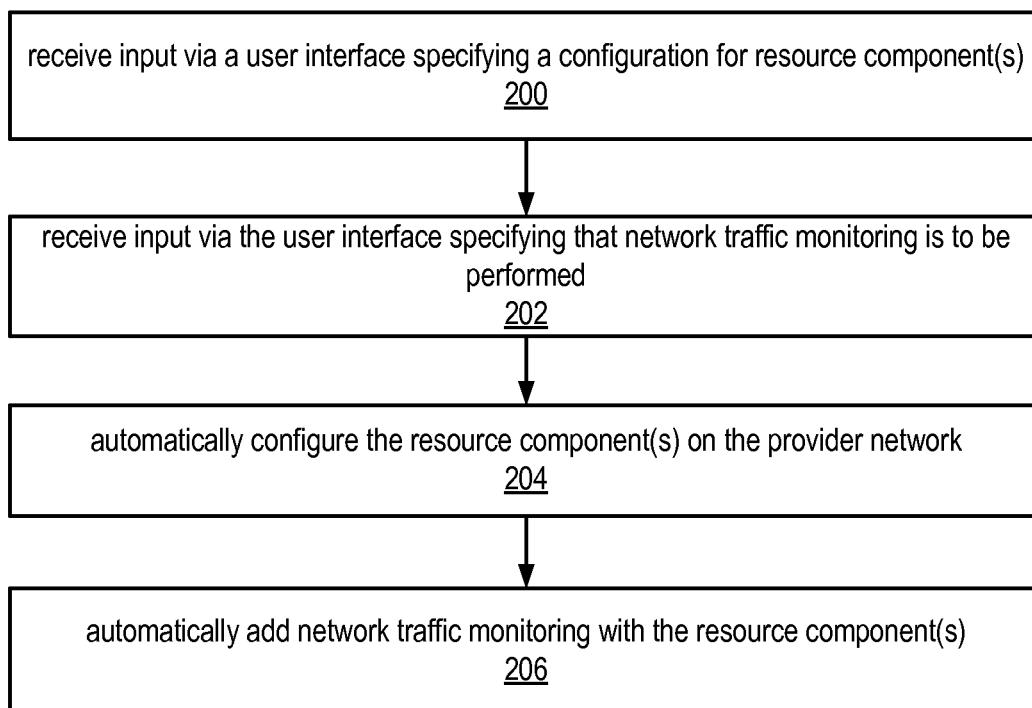 receive input via a user interface specifying a configuration for resource component(s)
200
receive input via the user interface specifying that network traffic monitoring is to be
performed
202
automatically configure the resource component(s) on the provider network
204
automatically add network traffic monitoring with the resource component(s)
206